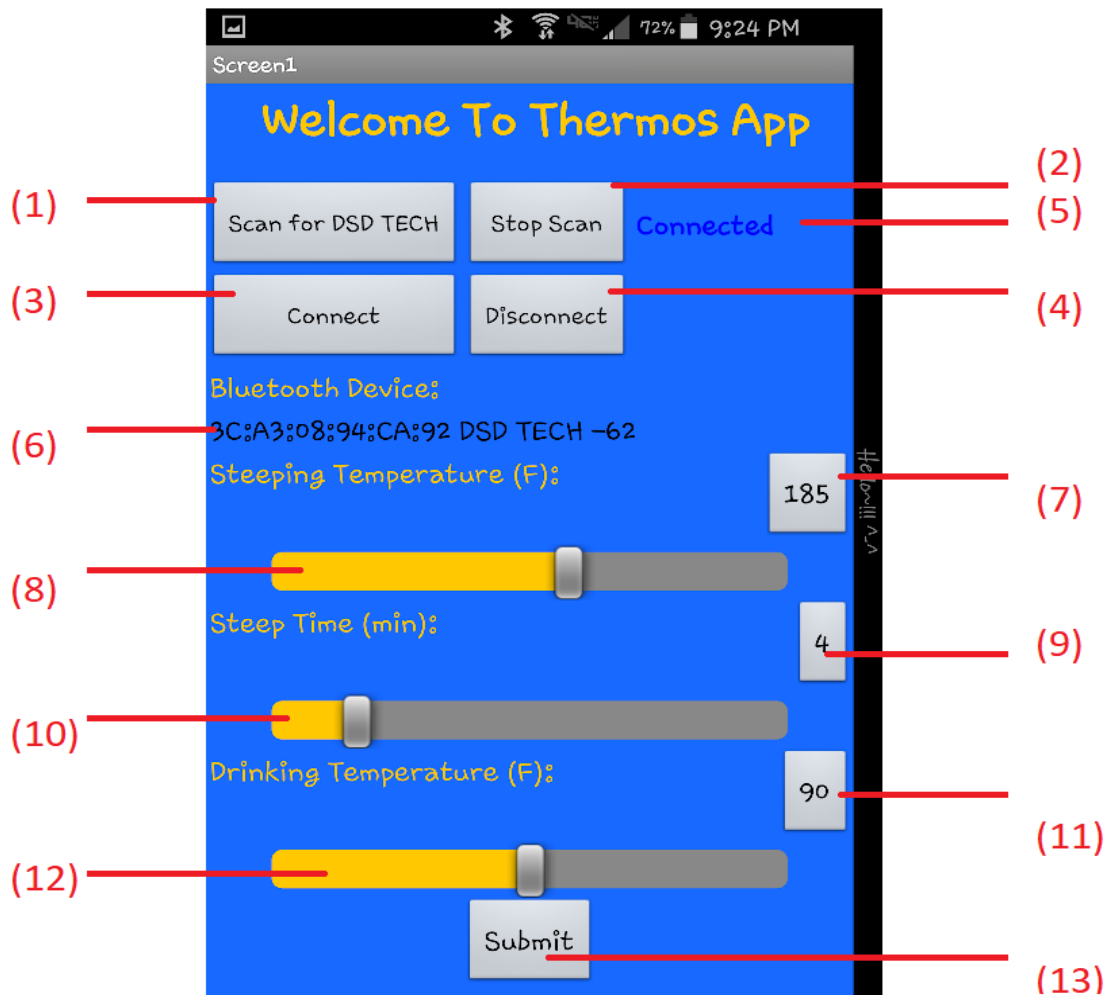 72% 9:24 PM
Screen1
Welcome To Thermos App
(1) Scan for DSD TECH Stop Scan (2)
Connected (5)
(3) Connect Disconnect (4)
Bluetooth Device:
(6) 3C:A3:08:94:CA:92 DSD TECH -62
Steeping Temperature (F):
185 (7)
(8)
Steep Time (min):
4 (9)
(10)
Drinking Temperature (F):
90 (11)
(12)
Submit (13)